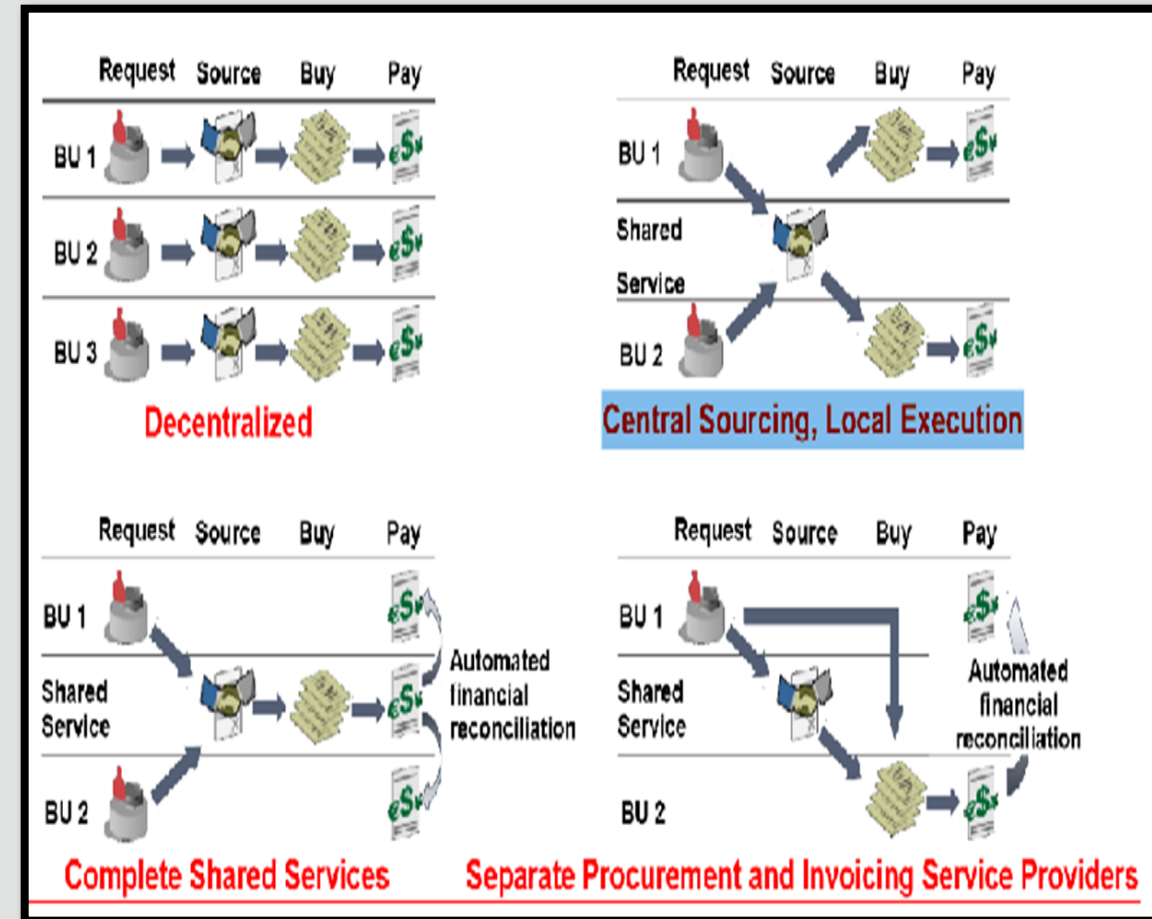 Request Source Buy Pay
BU 1
BU 2
BU 3
Decentralized
Request Source Buy Pay
BU 1
Shared
Service
BU 2
Central Sourcing, Local Execution
Request Source Buy Pay
BU 1
Shared
Service
BU 2
Automated
financial
reconciliation
Complete Shared Services
Request Source Buy Pay
BU 1
Shared
Service
BU 2
Automated
financial
reconciliation
Separate Procurement and Invoicing Service Providers